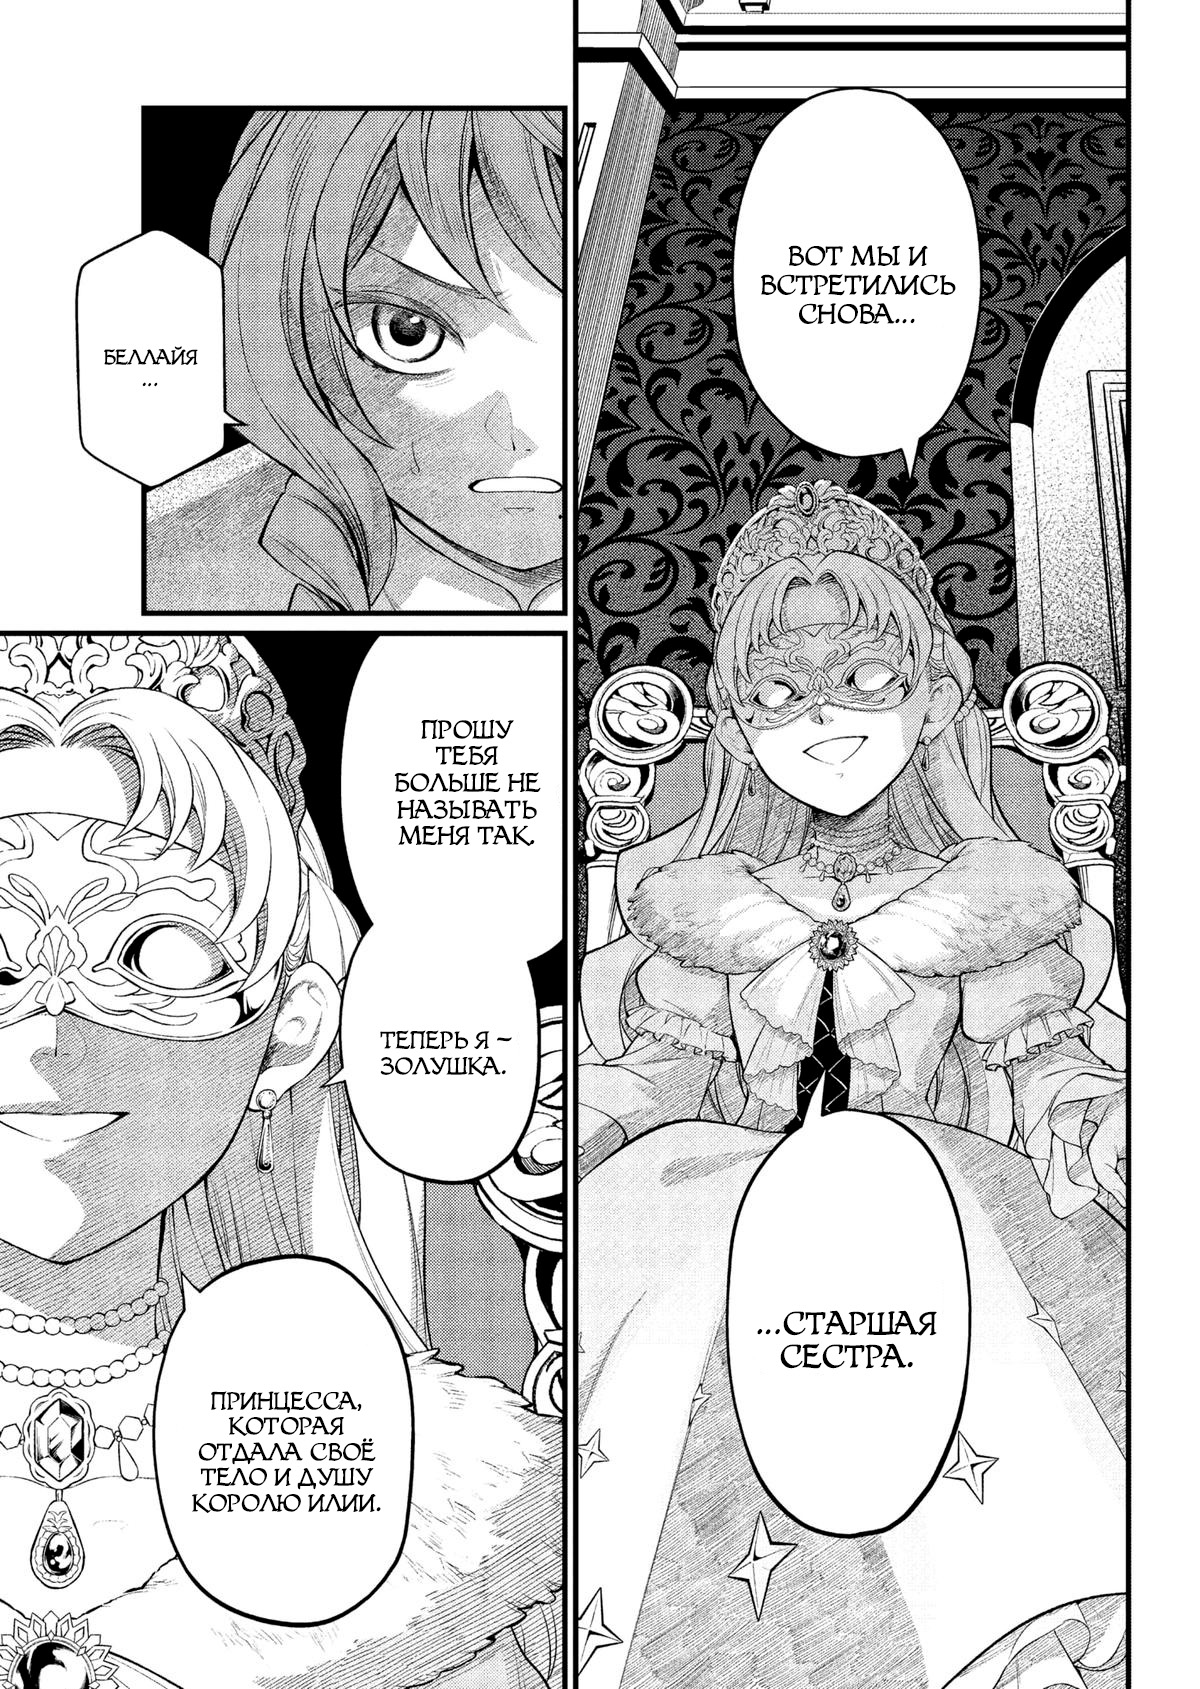 ВОТ МЫ И
ВСТРЕТИЛИСЬ
СНОВА...
...СТАРШАЯ
СЕСТРА.
БЕЛЛАЙЯ
...
ПРОШУ
ТЕБЯ
БОЛЬШЕ НЕ
НАЗЫВАТЬ
МЕНЯ ТАК.
ТЕПЕРЬ Я –
ЗОЛУШКА.
ПРИНЦЕССА,
КОТОРАЯ
ОТДАЛА СВОЁ
ТЕЛО И ДУШУ
КОРОЛЮ ИЛИИ.